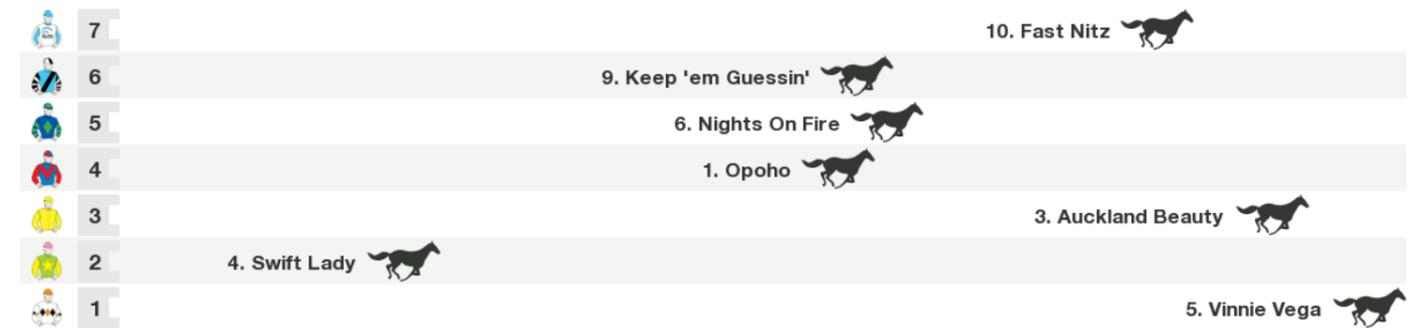 7 10. Fast Nitz
6 9. Keep 'em Guessin'
5 6. Nights On Fire
4 1. Opoho
3 3. Auckland Beauty
2 4. Swift Lady
1 5. Vinnie Vega